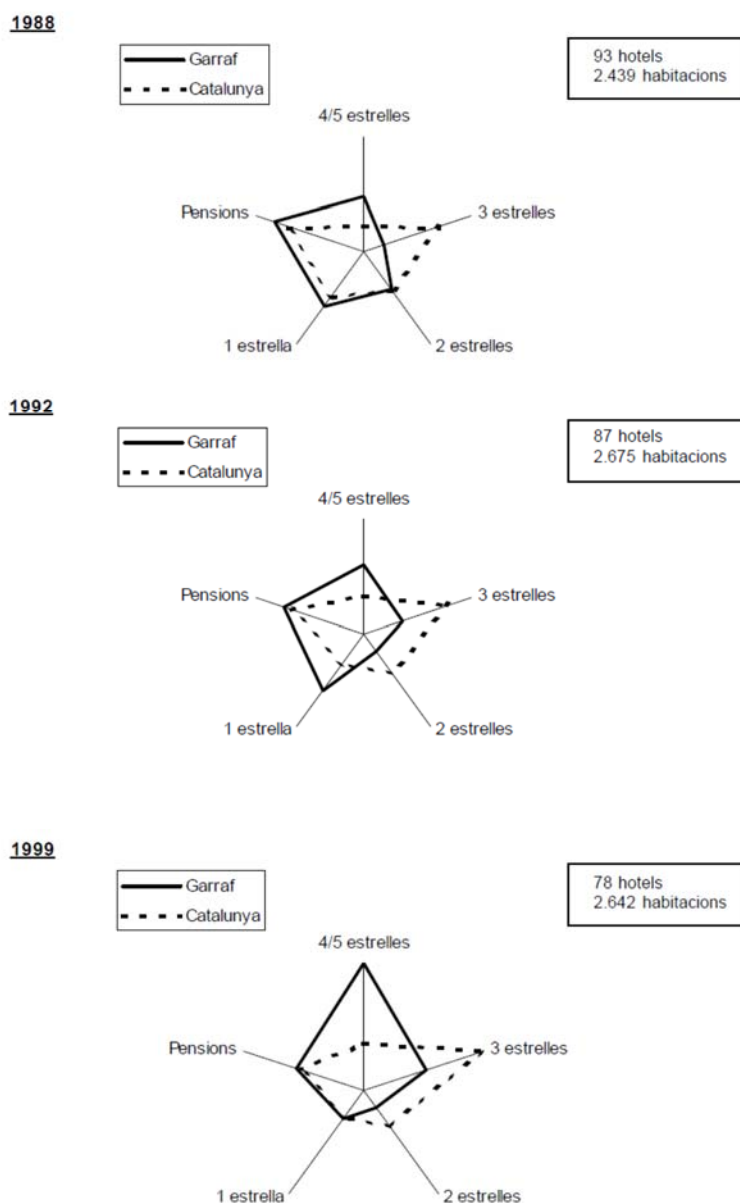 1988
Garraf
Catalunya
93 hotels
2.439 habitacions
4/5 estrelles
Pensions
3 estrelles
1 estrella
2 estrelles
1992
Garraf
Catalunya
87 hotels
2.675 habitacions
4/5 estrelles
Pensions
3 estrelles
1 estrella
2 estrelles
1999
Garraf
Catalunya
78 hotels
2.642 habitacions
4/5 estrelles
Pensions
3 estrelles
1 estrella
2 estrelles